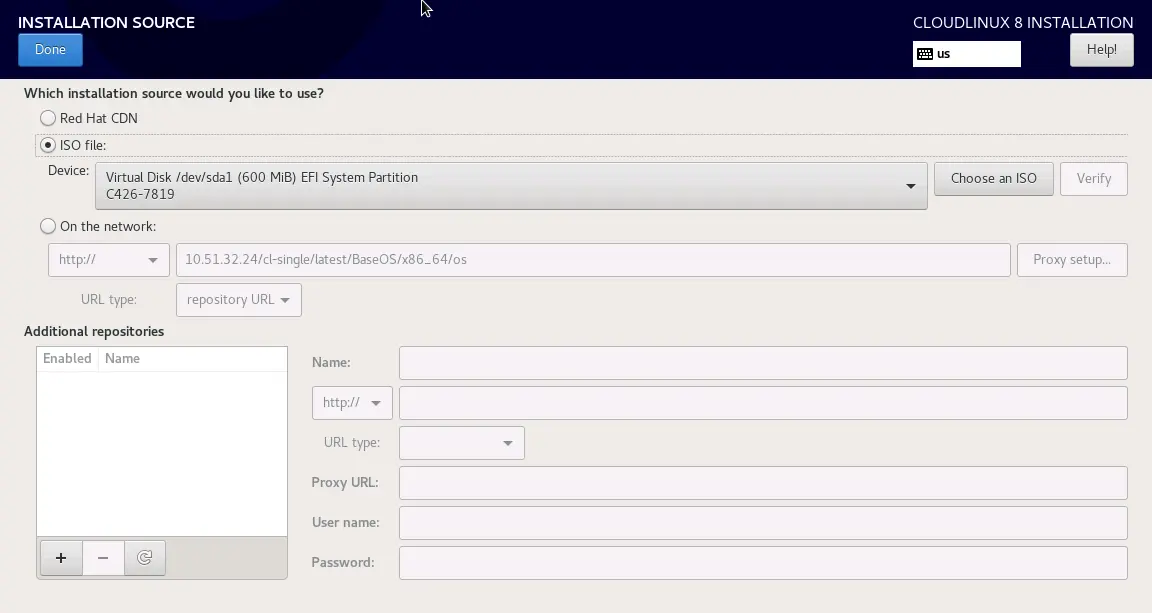 INSTALLATION SOURCE
CLOUDLINUX 8 INSTALLATION
Done
us
Help!
Which installation source would you like to use?
Red Hat CDN
ISO file:
Device:
Virtual Disk /dev/sda1 (600 MiB) EFI System Partition
C426-7819
Choose an ISO
Verify
On the network:
http://
10.51.32.24/cl-single/latest/BaseOS/x86_64/os
Proxy setup...
URL type:
repository URL
Additional repositories
Enabled
Name
Name:
http://
URL type:
Proxy URL:
User name:
Password: